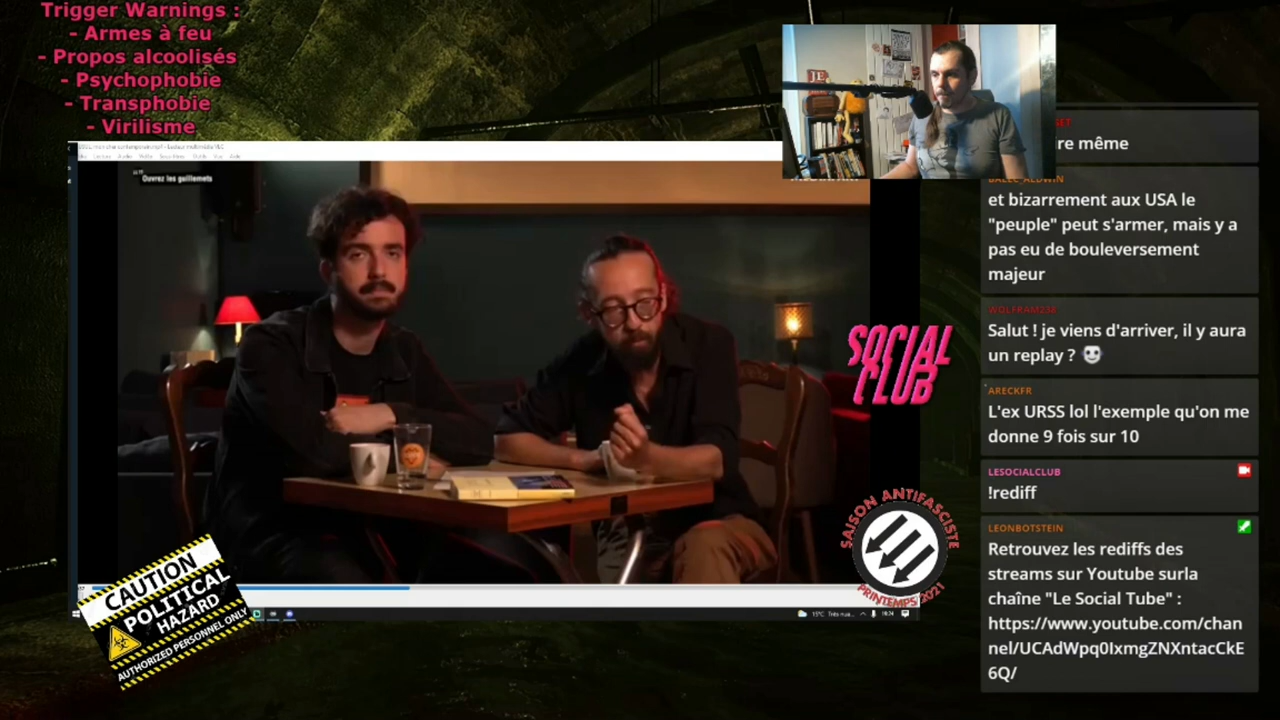 Trigger Warnings :
- Armes à feu
- Propos alcoolisés
- Psychophobie
- Transphobie
- Virilisme
Ouvrez les guillemets
JE
SOCIAL
CLUB
SAISON ANTIFASCISTE
PRINTEMPS 2021
CAUTION
POLITICAL
HAZARD
AUTHORIZED PERSONNEL ONLY
15°C
re même
et bizarrement aux USA le
"peuple" peut s'armer, mais y a
pas eu de bouleversement
majeur
WOLFRAM238
Salut ! je viens d'arriver, il y aura
un replay ?
ARECKFR
L'ex URSS lol l'exemple qu'on me
donne 9 fois sur 10
LESOCIALCLUB
!rediff
LEONBOTSTEIN
Retrouvez les rediffs des
streams sur Youtube surla
chaîne "Le Social Tube" :
https://www.youtube.com/chan
nel/UCAdWpq0IxmgZNXntacCkE
6Q/